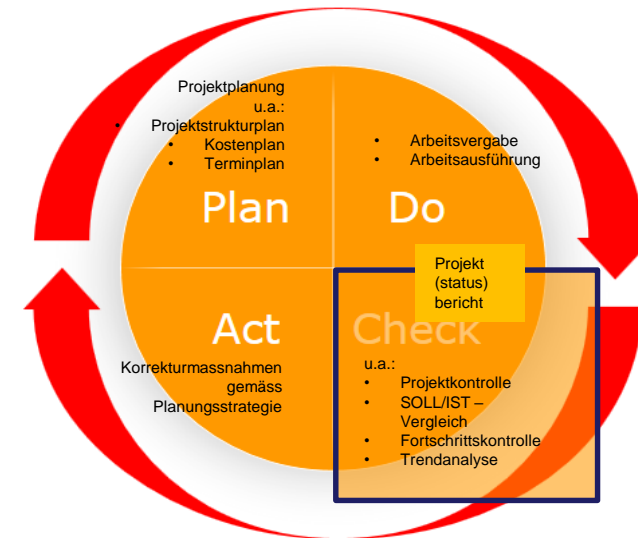 Projektplanung
u.a.:
• Projektstrukturplan
• Kostenplan
• Terminplan
Plan
• Arbeitsvergabe
• Arbeitsausführung
Do
Projekt
(status)
bericht
Act
Korrekturmassnahmen
gemäss
Planungsstrategie
Check
u.a.:
• Projektkontrolle
• SOLL/IST –
Vergleich
• Fortschrittskontrolle
• Trendanalyse